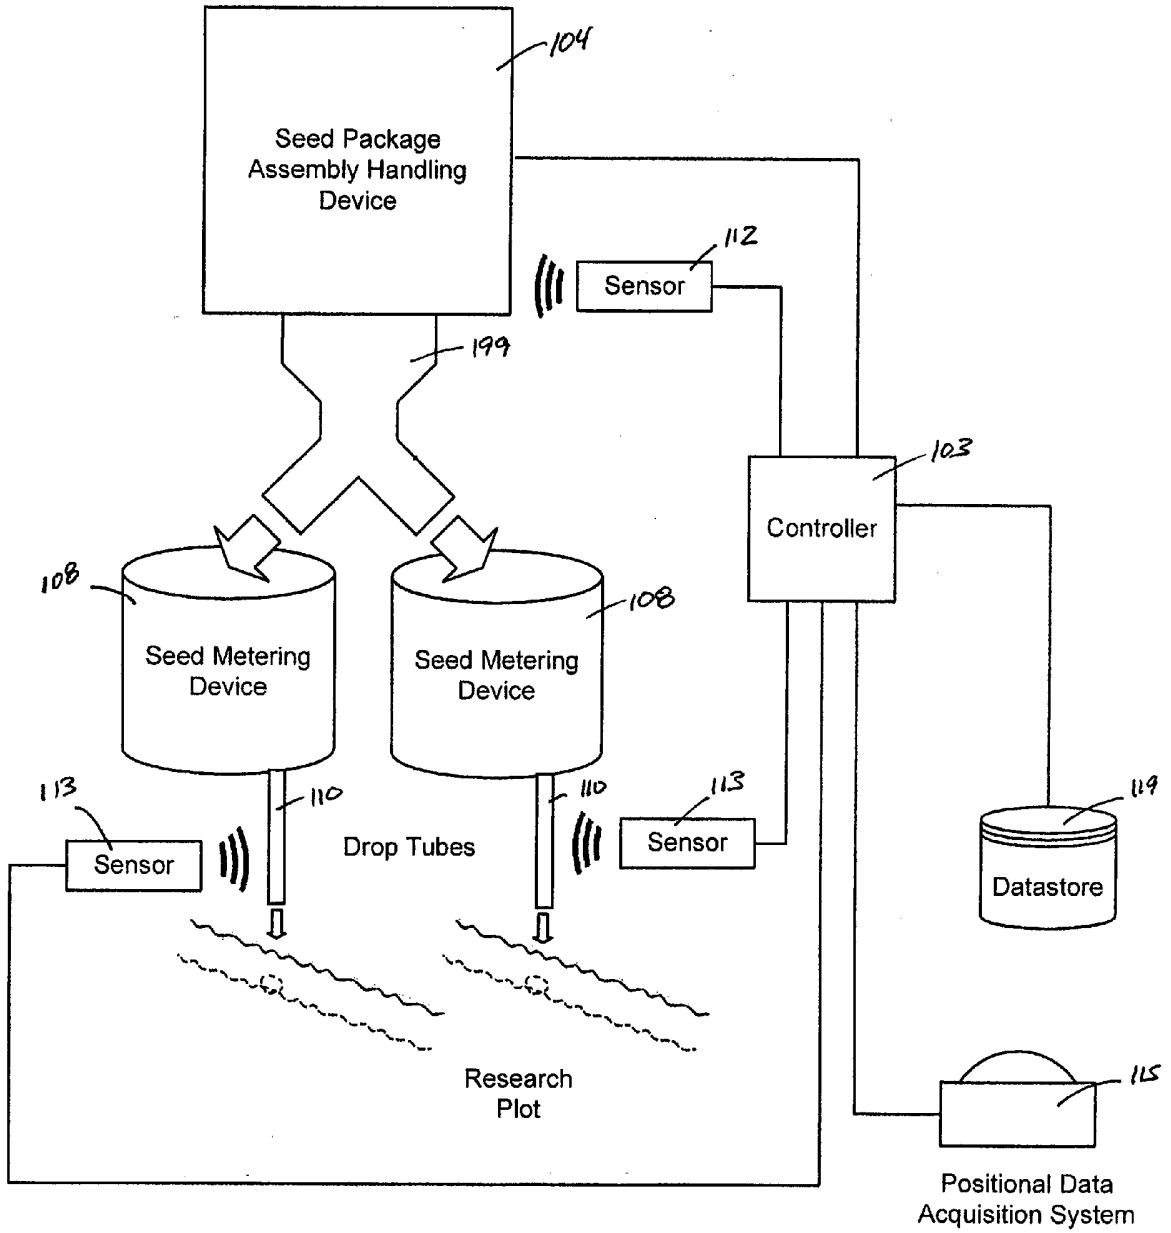 104
Seed Package
Assembly Handling
Device
112
Sensor
199
103
Controller
108
Seed Metering
Device
108
Seed Metering
Device
113
Sensor
110
Drop Tubes
110
113
Sensor
119
Datastore
Research
Plot
115
Positional Data
Acquisition System